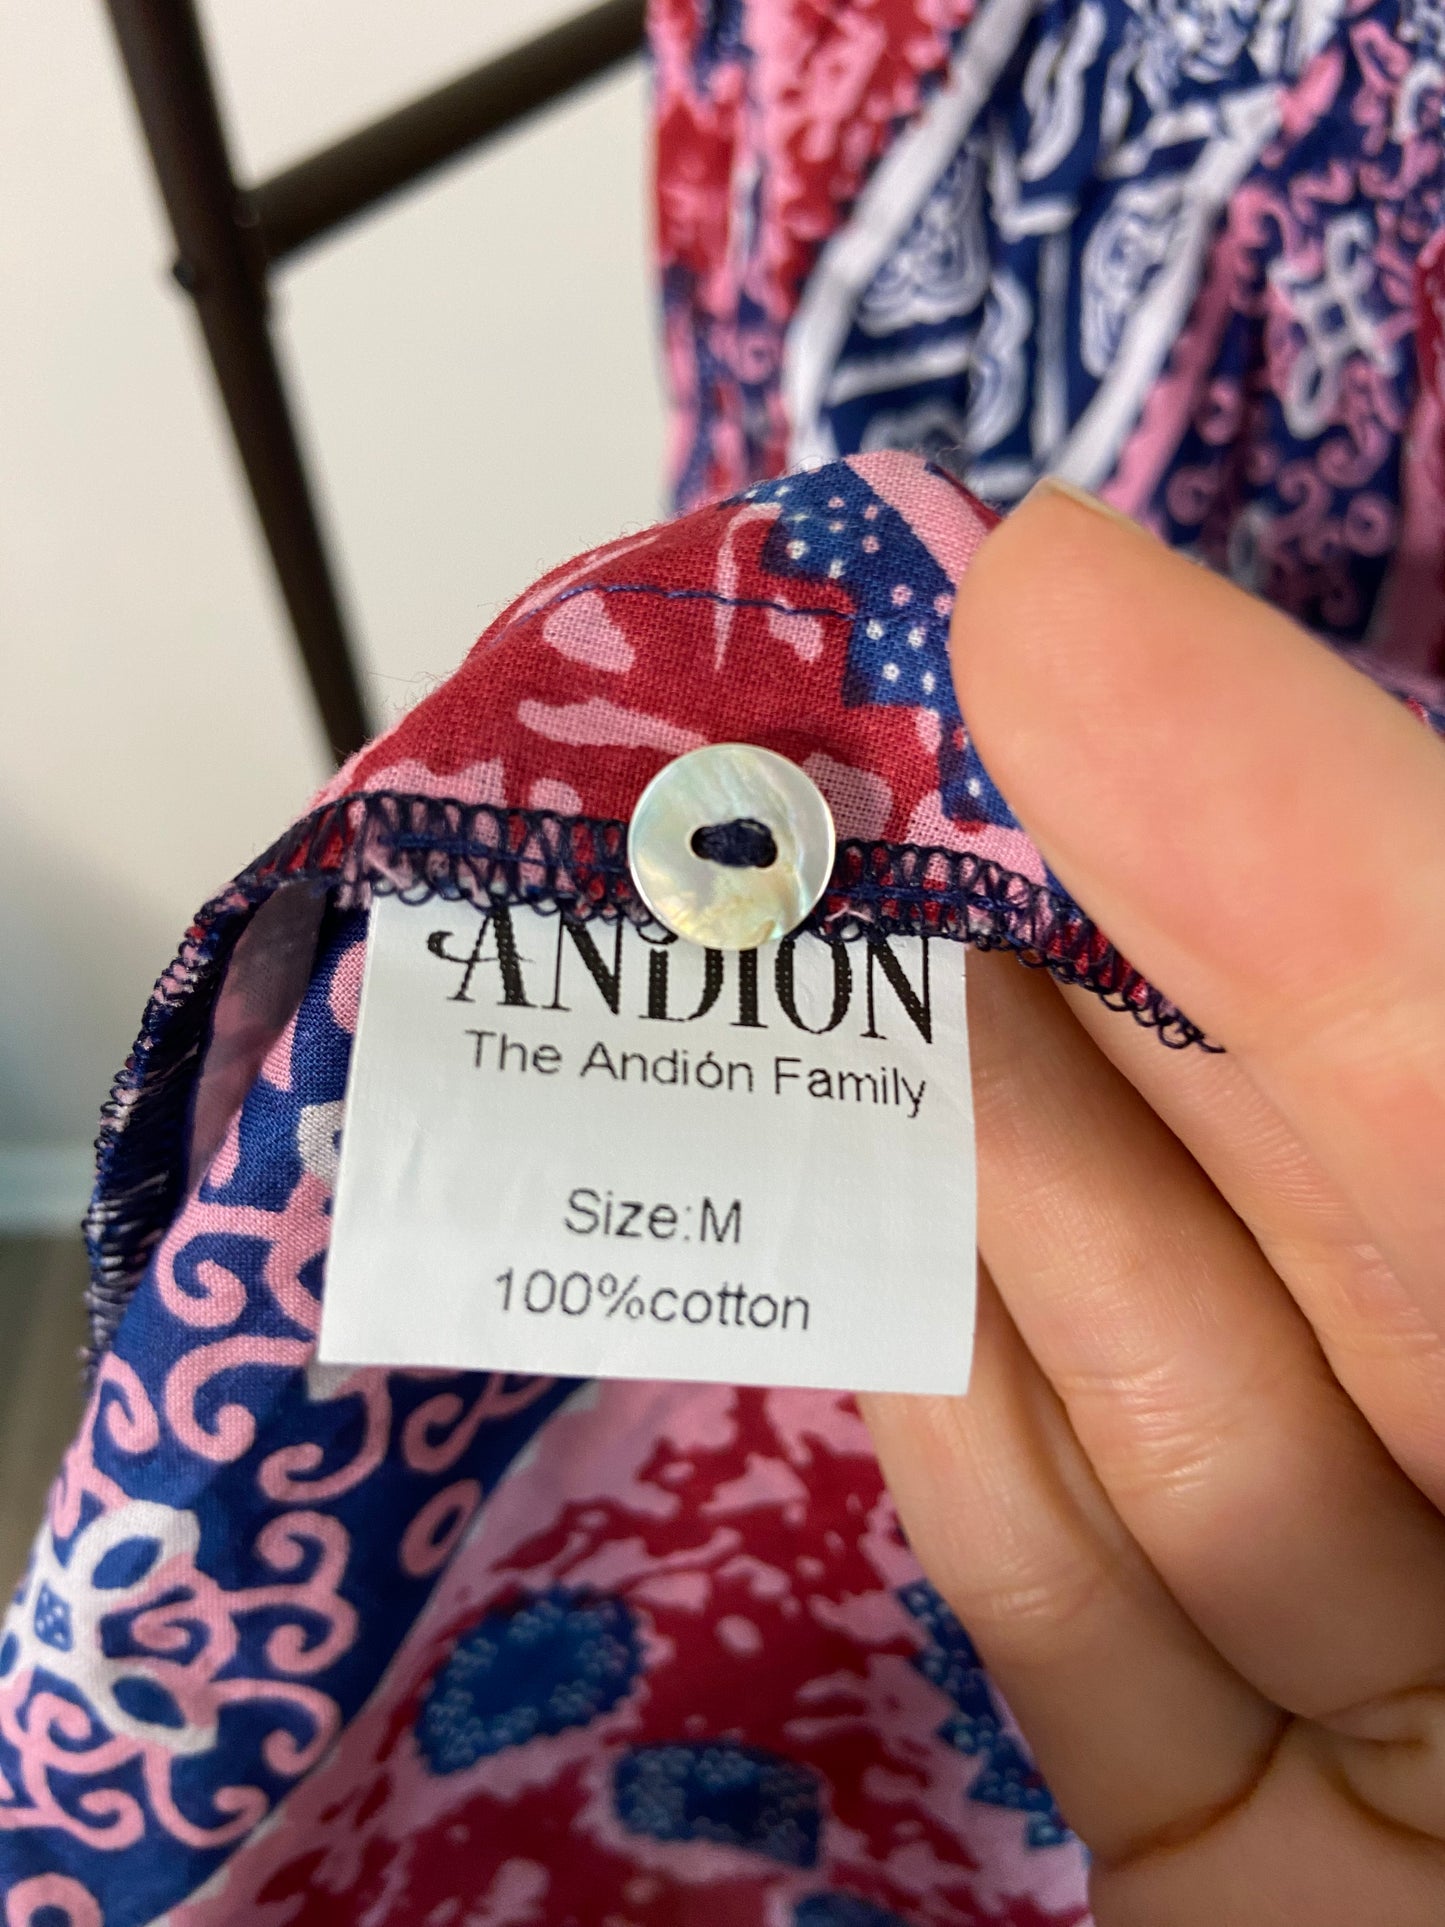 ANDION
The Andión Family
Size:M
100%cotton